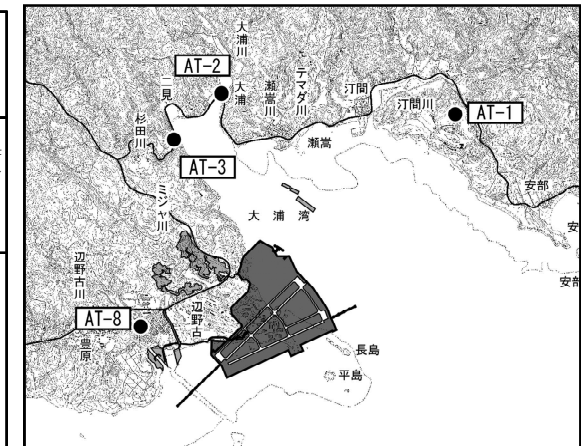 大浦川
AT-2
二見
大浦
瀬嵩川
テマダ川
汀間
汀間川
AT-1
杉田川
瀬嵩
AT-3
安部
ミジャ川
大浦湾
安
安部
辺野古川
辺野古
AT-8
豊原
長島
平島